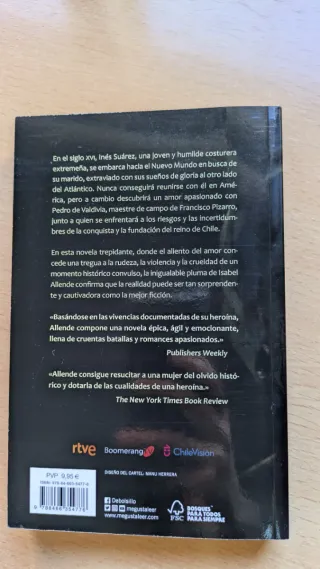 En el siglo XVI, Inés Suárez, una joven y humilde costurera
extremeña, se embarca hacia el Nuevo Mundo en busca de
su marido, extraviado con sus sueños de gloria al otro lado
del Atlántico. Nunca conseguirá reunirse con él en Amé-
rica, pero a cambio descubrirá un amor apasionado con
Pedro de Valdivia, maestre de campo de Francisco Pizarro,
junto a quien se enfrentará a los riesgos y las incertidum-
bres de la conquista y la fundación del reino de Chile.
En esta novela trepidante, donde el aliento del amor con-
cede una tregua a la rudeza, la violencia y la crueldad de un
momento histórico convulso, la inigualable pluma de Isabel
Allende confirma que la realidad puede ser tan sorprenden-
te y cautivadora como la mejor ficción.
«Basándose en las vivencias documentadas de su heroína,
Allende compone una novela épica, ágil y emocionante,
llena de cruentas batallas y romances apasionados.»
Publishers Weekly
«Allende consigue resucitar a una mujer del olvido histó-
rico y dotarla de las cualidades de una heroína.»
The New York Times Book Review
rtve Boomerang TV ChileVisión
PVP: 9,95 €
DISEÑO DEL CARTEL: MANU HERRERA
Debolsillo
@megustaleer
www.megustaleer.com
FSC
BOSQUES
PARA TODOS
PARA SIEMPRE